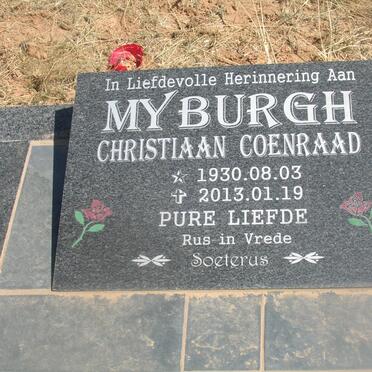 In Liefdevolle Herinnering Aan
MYBURGH
CHRISTIAAN COENRAAD
1930.08.03
2013.01.19
PURE LIEFDE
Rus in Vrede
Soeterus